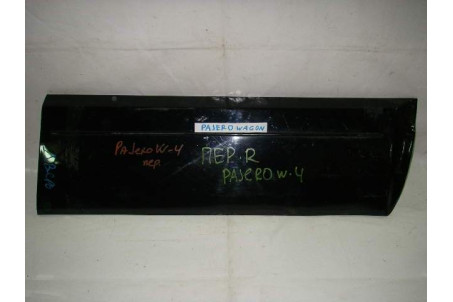 PAJERO WAGON
PAJERO W-4
ПЕР.
ПЕР. R
PAJERO W-4